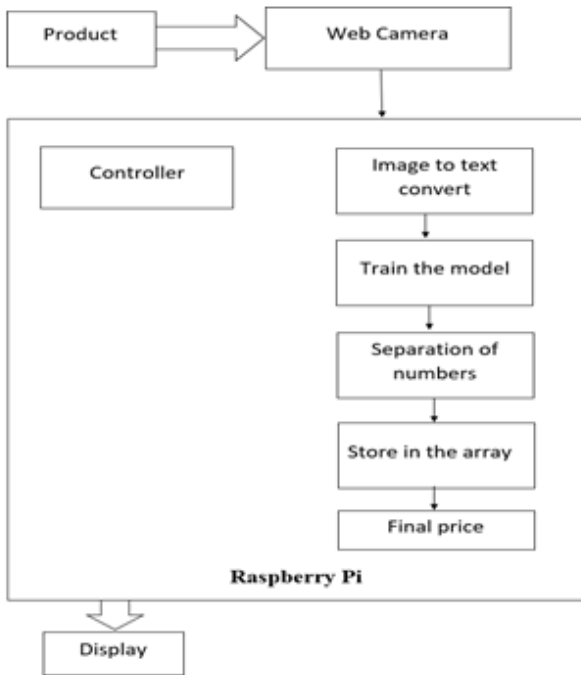 Product
Web Camera
Controller
Image to text
convert
Train the model
Separation of
numbers
Store in the array
Final price
Raspberry Pi
Display